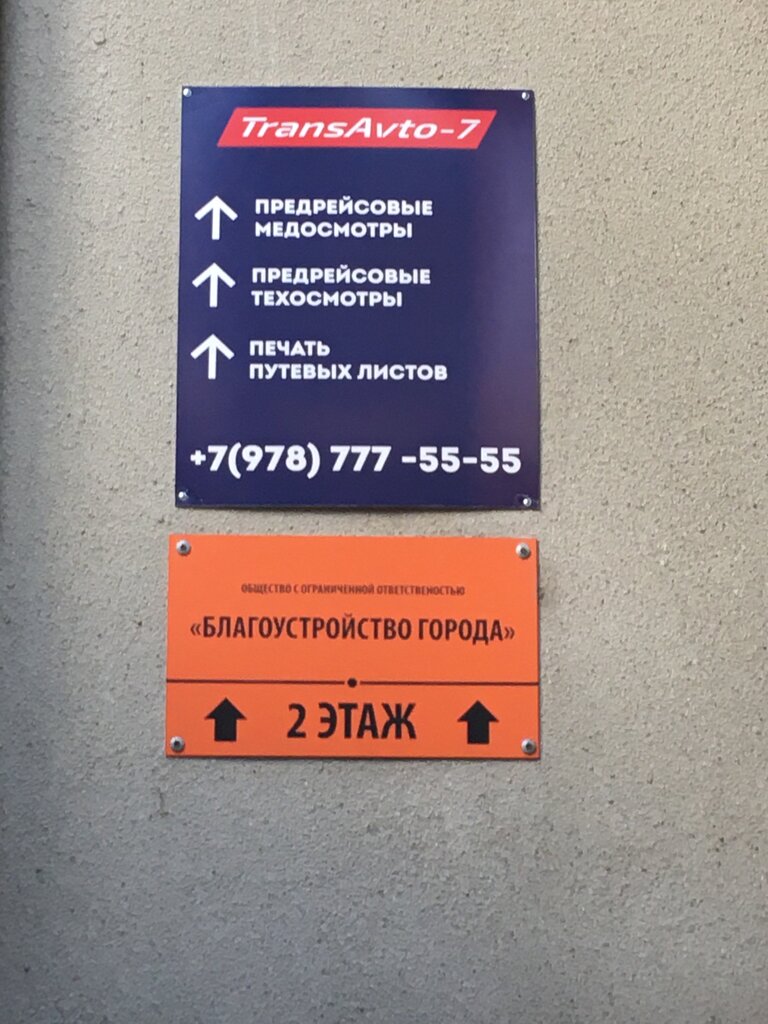 TransAvto-7
ПРЕДРЕЙСОВЫЕ
МЕДОСМОТРЫ
ПРЕДРЕЙСОВЫЕ
ТЕХОСМОТРЫ
ПЕЧАТЬ
ПУТЕВЫХ ЛИСТОВ
+7(978) 777 -55-55
ОБЩЕСТВО С ОГРАНИЧЕННОЙ ОТВЕТСТВЕНОСТЬЮ
«БЛАГОУСТРОЙСТВО ГОРОДА»
2 ЭТАЖ